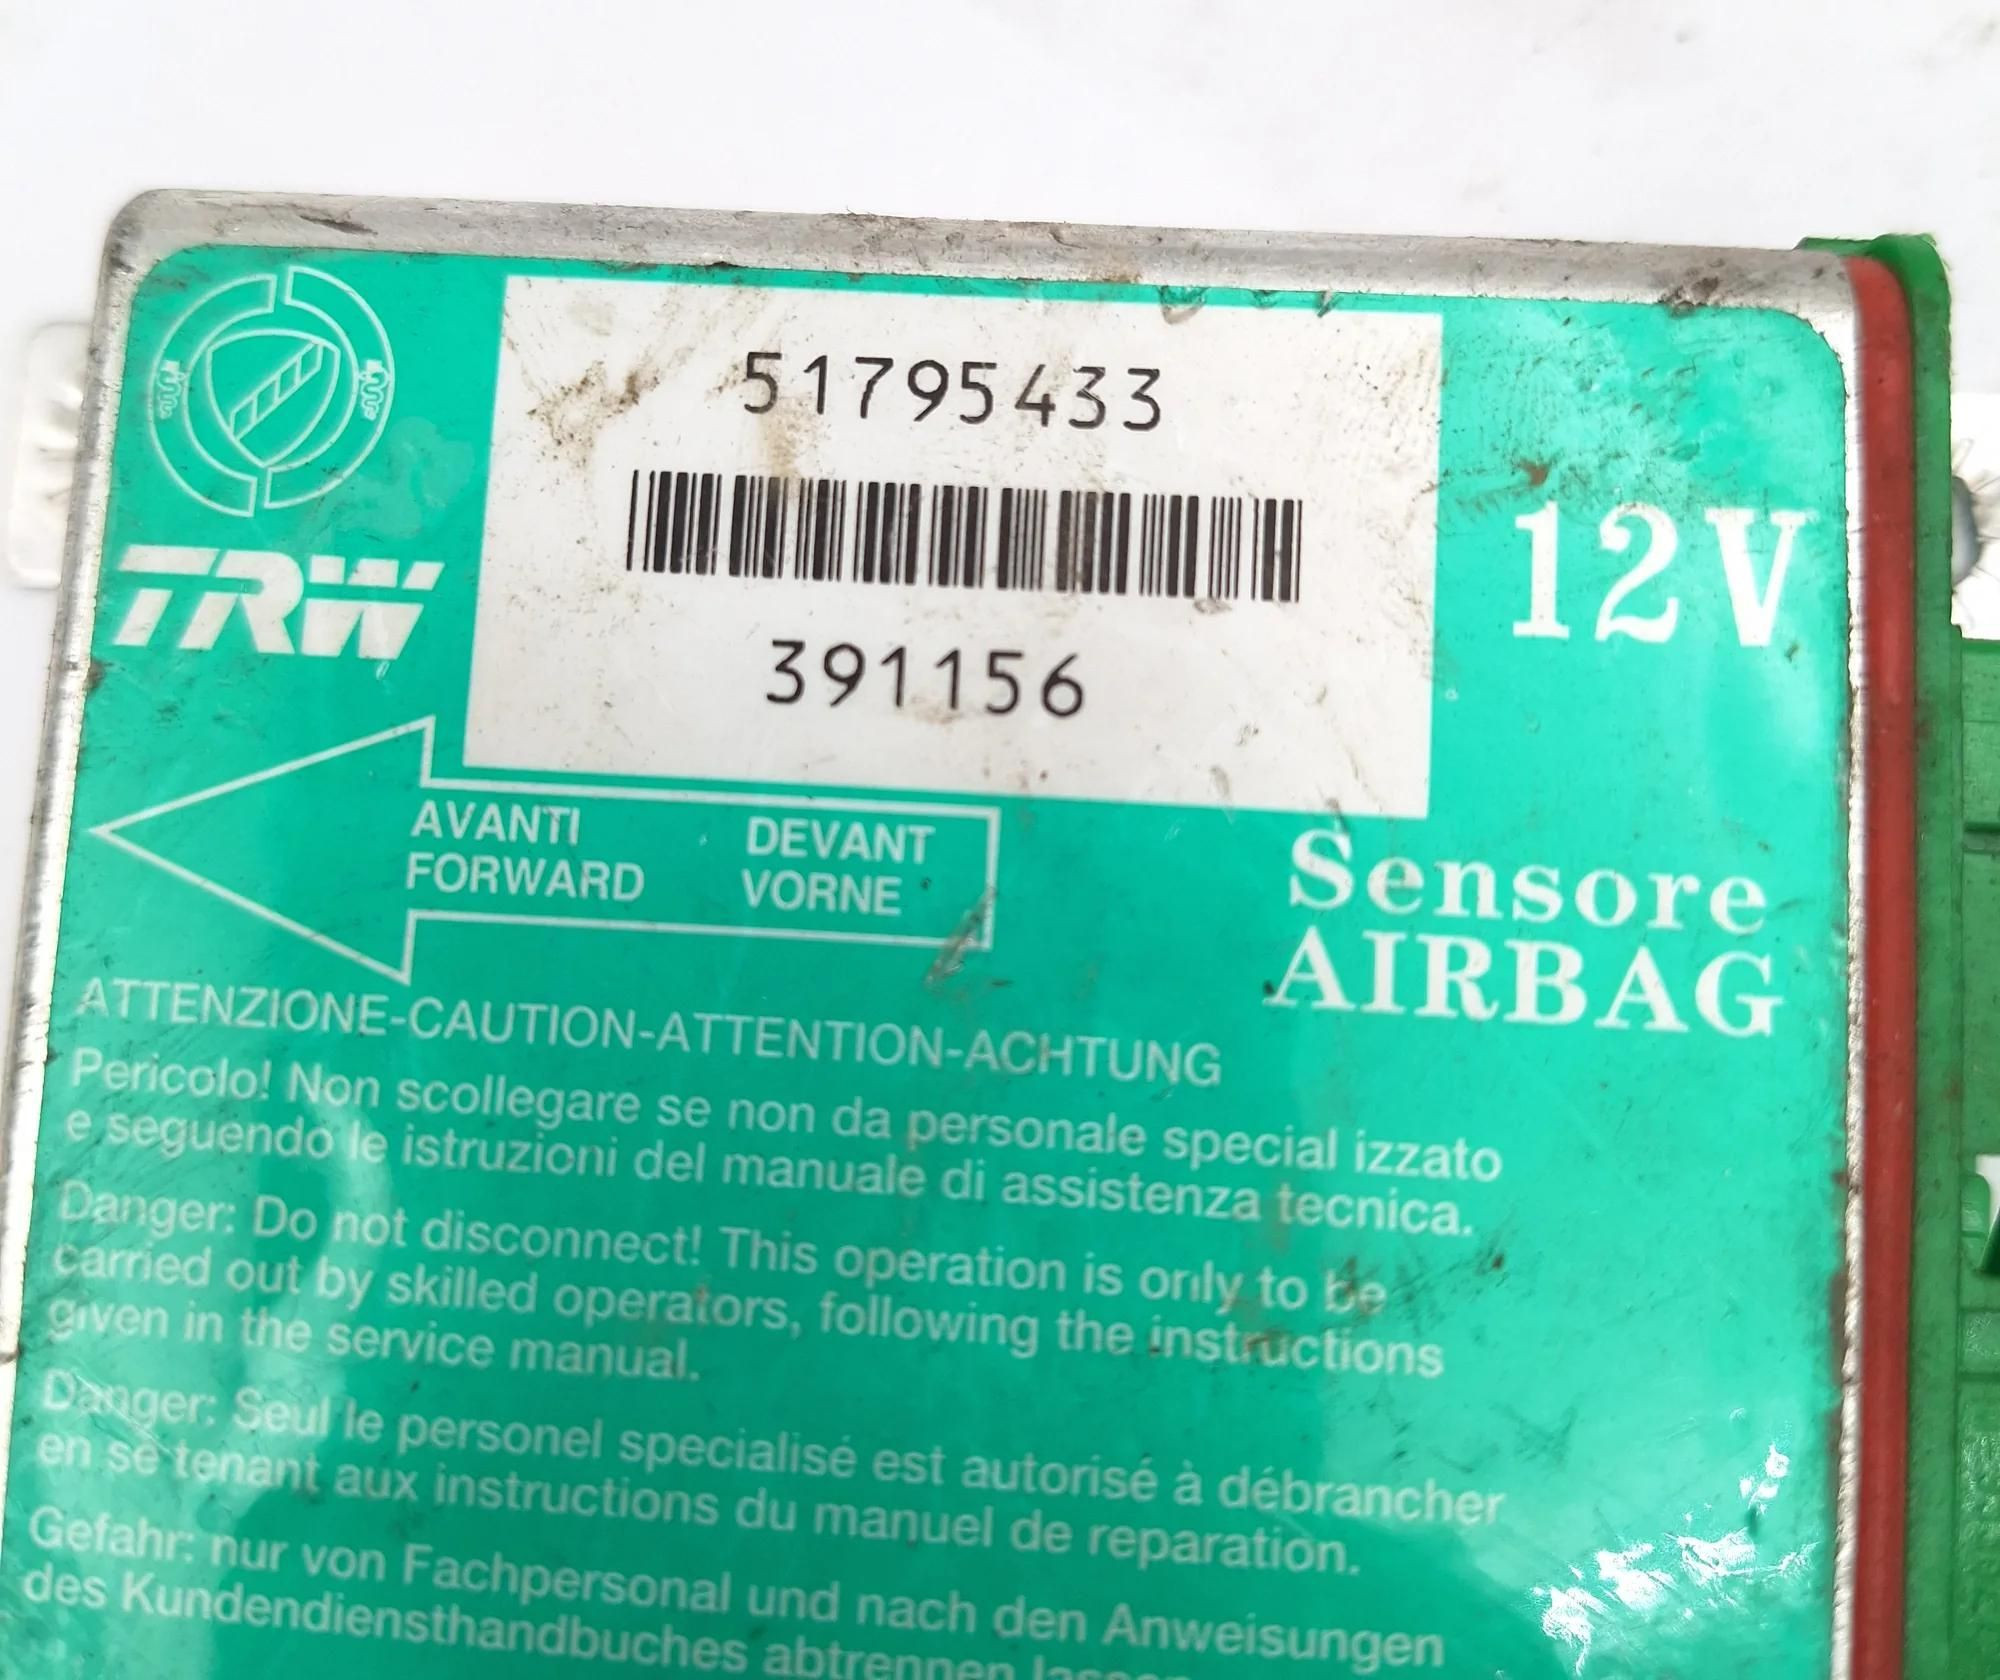 51795433
391156
TRW
12V
AVANTI DEVANT
FORWARD VORNE
Sensore
AIRBAG
ATTENZIONE-CAUTION-ATTENTION-ACHTUNG
Pericolo! Non scollegare se non da personale special izzato
e seguendo le istruzioni del manuale di assistenza tecnica.
Danger: Do not disconnect! This operation is only to be
carried out by skilled operators, following the instructions
given in the service manual.
Danger: Seul le personel specialisé est autorisé à débrancher
en se tenant aux instructions du manuel de reparation.
Gefahr: nur von Fachpersonal und nach den Anweisungen
des Kundendiensthandbuches abtrennen lassen